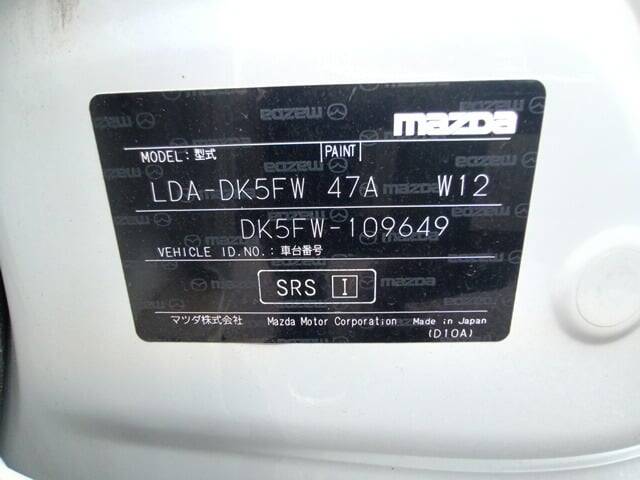 mazda
MODEL:型式 PAINT
LDA-DK5FW 47A W12
DK5FW-109649
VEHICLE ID.NO.:車台番号
SRS I
マツダ株式会社 Mazda Motor Corporation Made in Japan
(D10A)